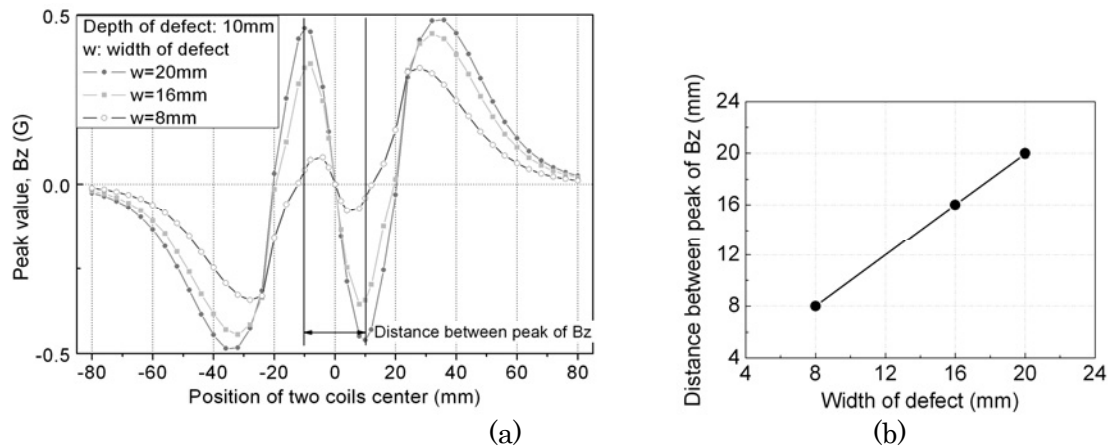 0.5
0.0
-0.5
Peak value, Bz (G)
Depth of defect: 10mm
w: width of defect
w=20mm
w=16mm
w=8mm
Distance between peak of Bz
-80 -60 -40 -20 0 20 40 60 80
Position of two coils center (mm)
(a)
Distance between peak of Bz (mm)
24
20
16
12
8
4
4 8 12 16 20 24
Width of defect (mm)
(b)